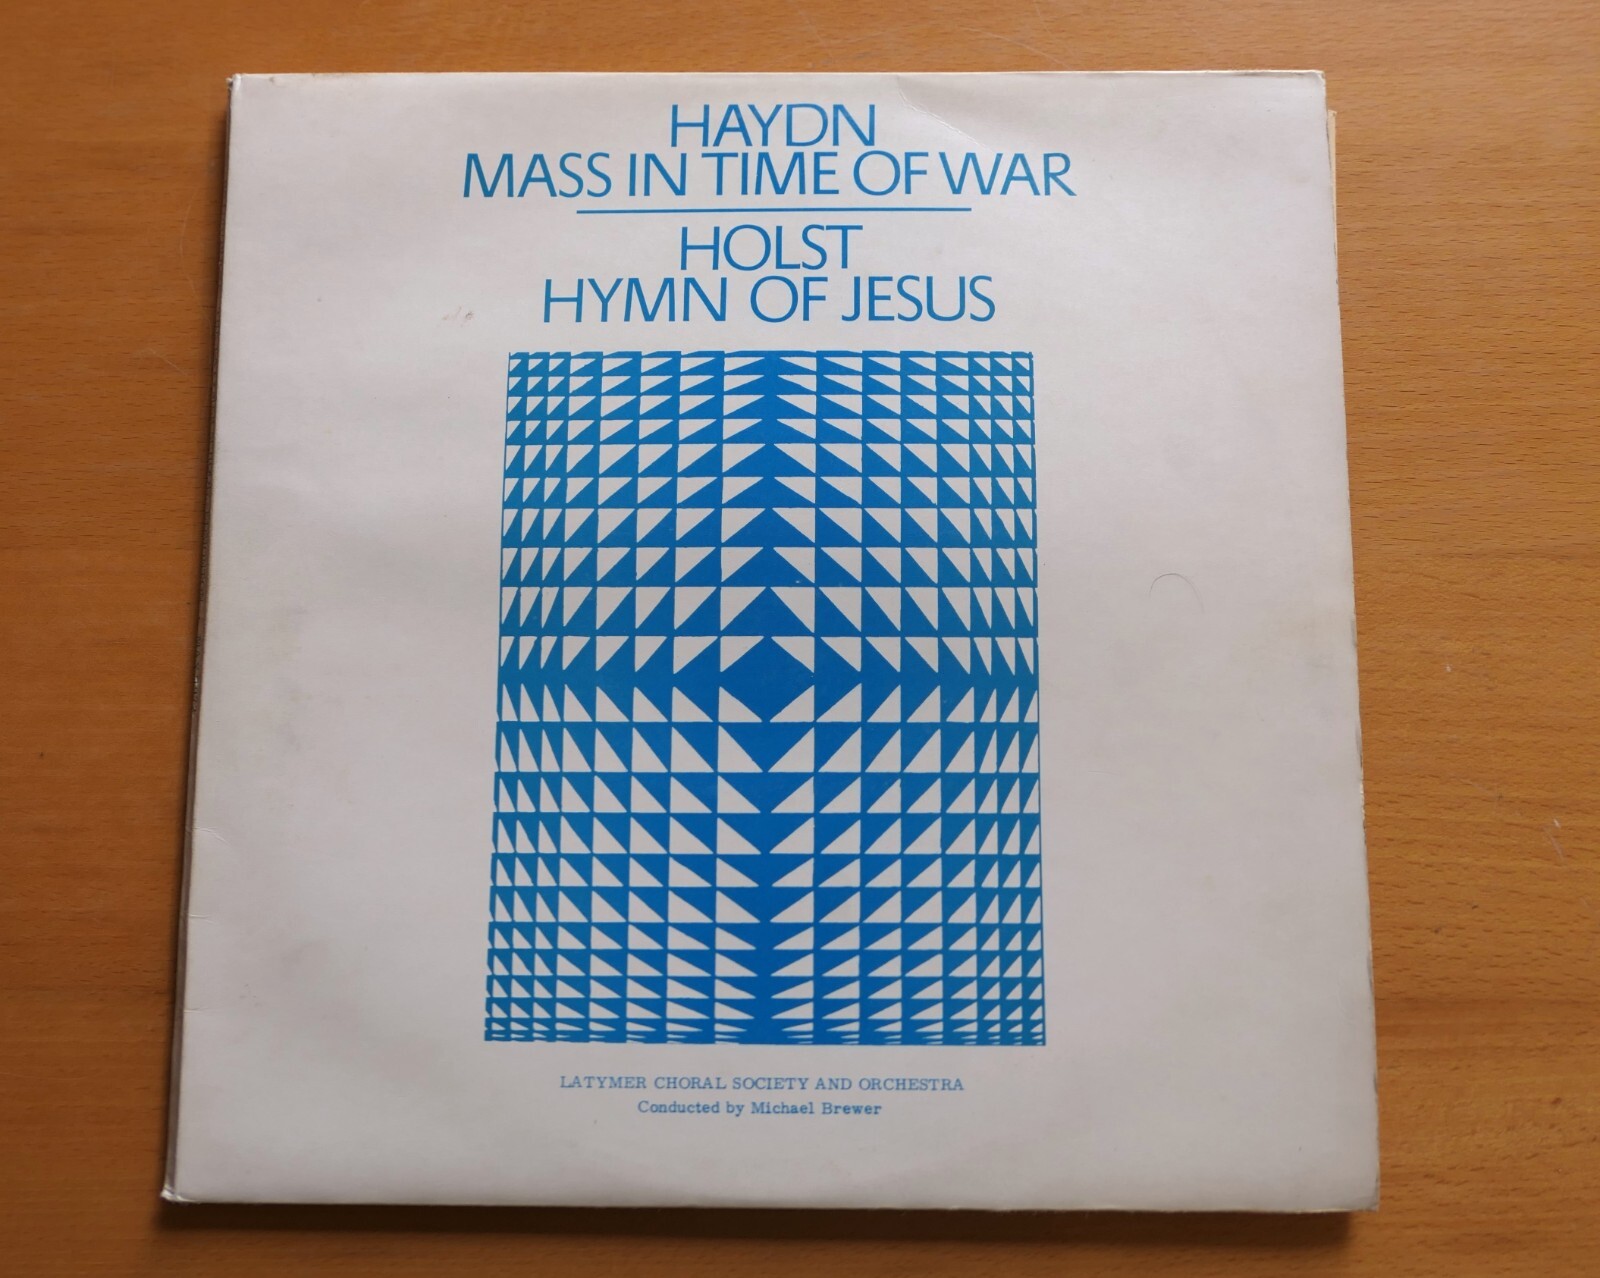 HAYDN
MASS IN TIME OF WAR
HOLST
HYMN OF JESUS
LATYMER CHORAL SOCIETY AND ORCHESTRA
Conducted by Michael Brewer